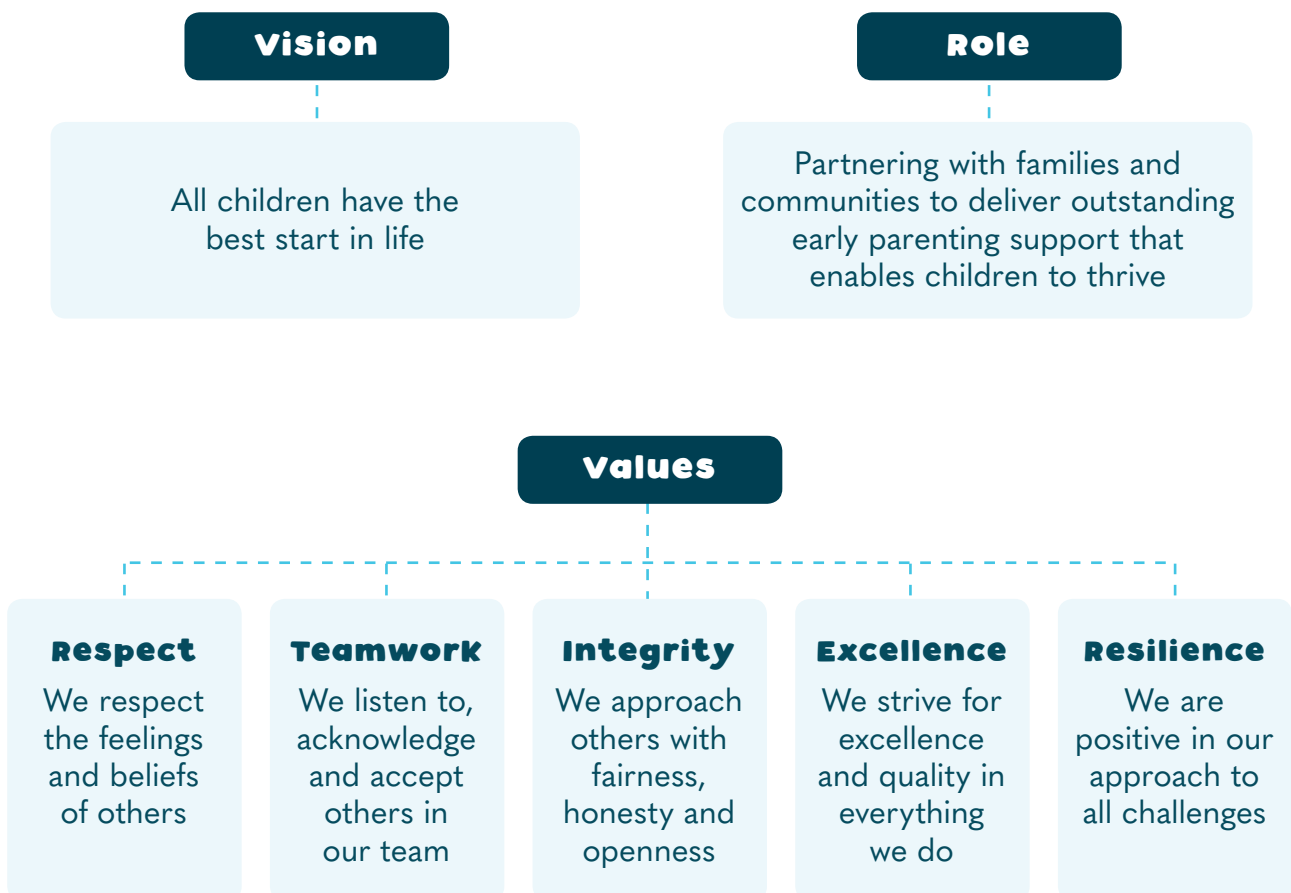 Vision
All children have the
best start in life
Role
Partnering with families and
communities to deliver outstanding
early parenting support that
enables children to thrive
Values
Respect
We respect
the feelings
and beliefs
of others
Teamwork
We listen to,
acknowledge
and accept
others in
our team
Integrity
We approach
others with
fairness,
honesty and
openness
Excellence
We strive for
excellence
and quality in
everything
we do
Resilience
We are
positive in our
approach to
all challenges